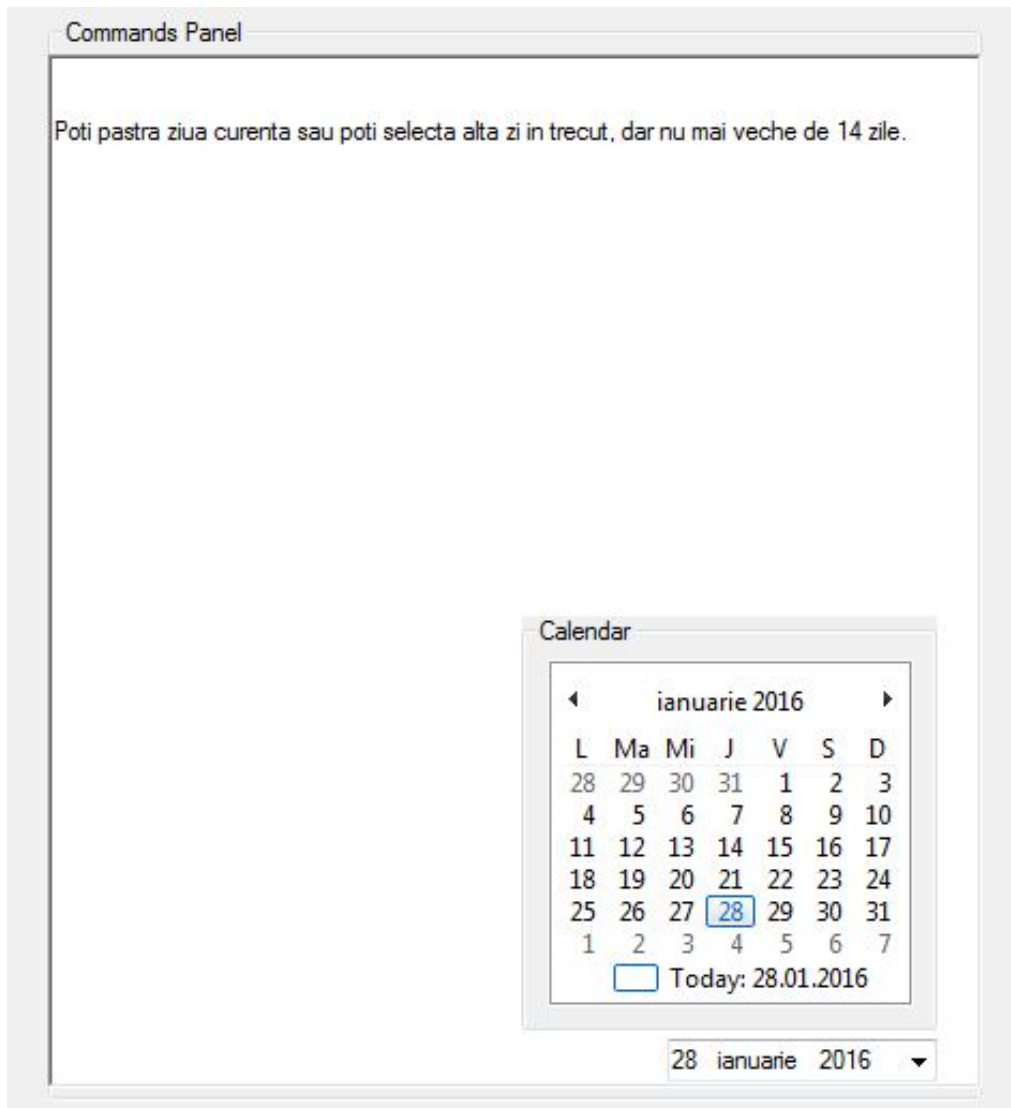 Commands Panel
Poti pastra ziua curenta sau poti selecta alta zi in trecut, dar nu mai veche de 14 zile.
Calendar
ianuarie 2016
L Ma Mi J V S D
28 29 30 31 1 2 3
4 5 6 7 8 9 10
11 12 13 14 15 16 17
18 19 20 21 22 23 24
25 26 27 28 29 30 31
1 2 3 4 5 6 7
Today: 28.01.2016
28 ianuarie 2016